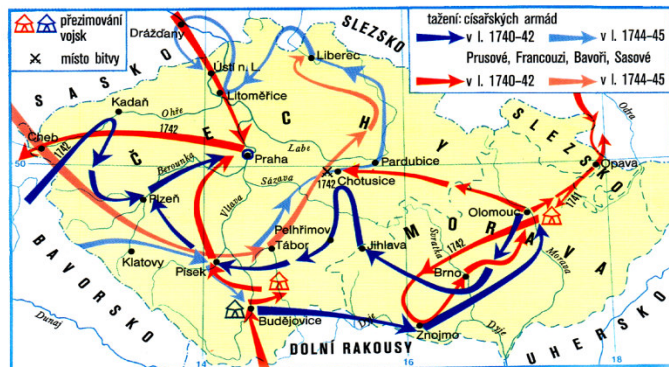 přezimování
vojsk
místo bitvy
tažení: císařských armád
v l. 1740-42
v l. 1744-45
Prusové, Francouzi, Bavoři, Sasové
v l. 1740-42
v l. 1744-45
Drážďany
SLEZSKO
SASKO
Ústí n. L.
Liberec
Litoměřice
Kadaň
Ohře
ČECHY
Cheb
1742
1742
Labe
Praha
50
50
Berounka
Pardubice
1742
Chotusice
Sázava
SLEZSKO
Odra
Opava
1741
Plzeň
Vltava
Olomouc
MORAVA
Pelhřimov
Tábor
Jihlava
Svratka
1742
Morava
BAVORSKO
Klatovy
Písek
Brno
Budějovice
Dyje
Dyje
Znojmo
Dunaj
14
DOLNÍ RAKOUSY
16
UHERSKO
18